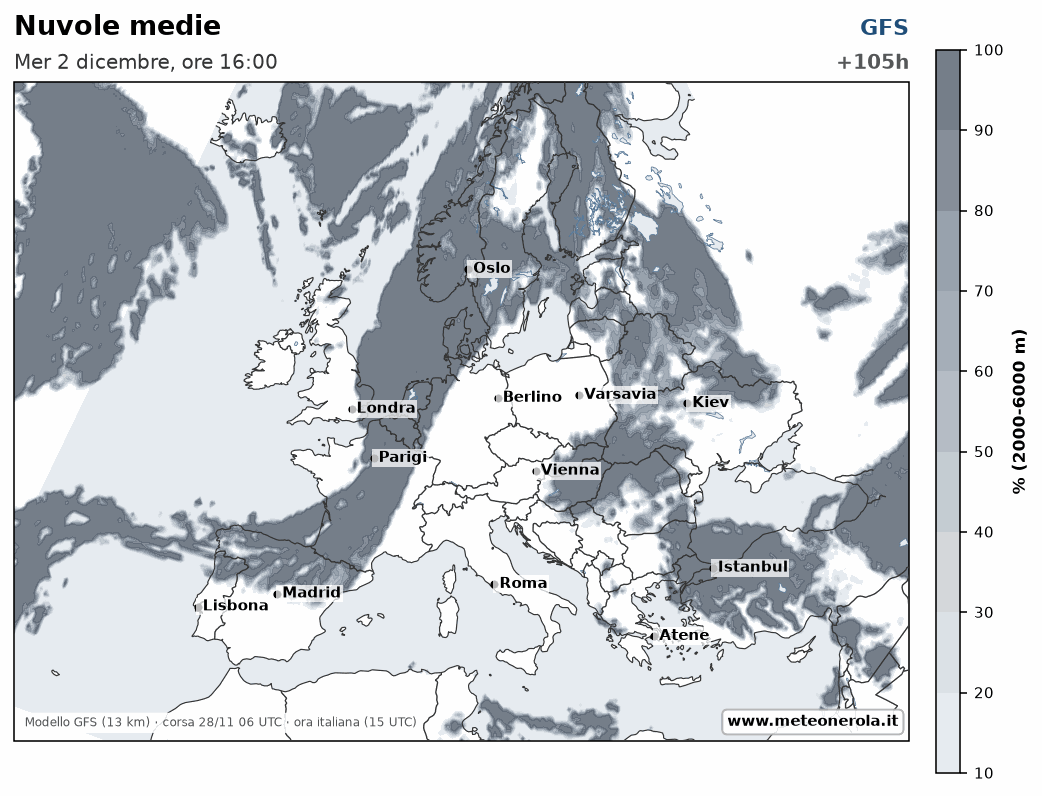 Nuvole medie
GFS
Mer 2 dicembre, ore 16:00
+105h
100
90
80
70
60
50
40
30
20
10
% (2000-6000 m)
Oslo
Londra
Berlino
Varsavia
Kiev
Parigi
Vienna
Istanbul
Roma
Madrid
Lisbona
Atene
Modello GFS (13 km) · corsa 28/11 06 UTC · ora italiana (15 UTC)
www.meteonerola.it